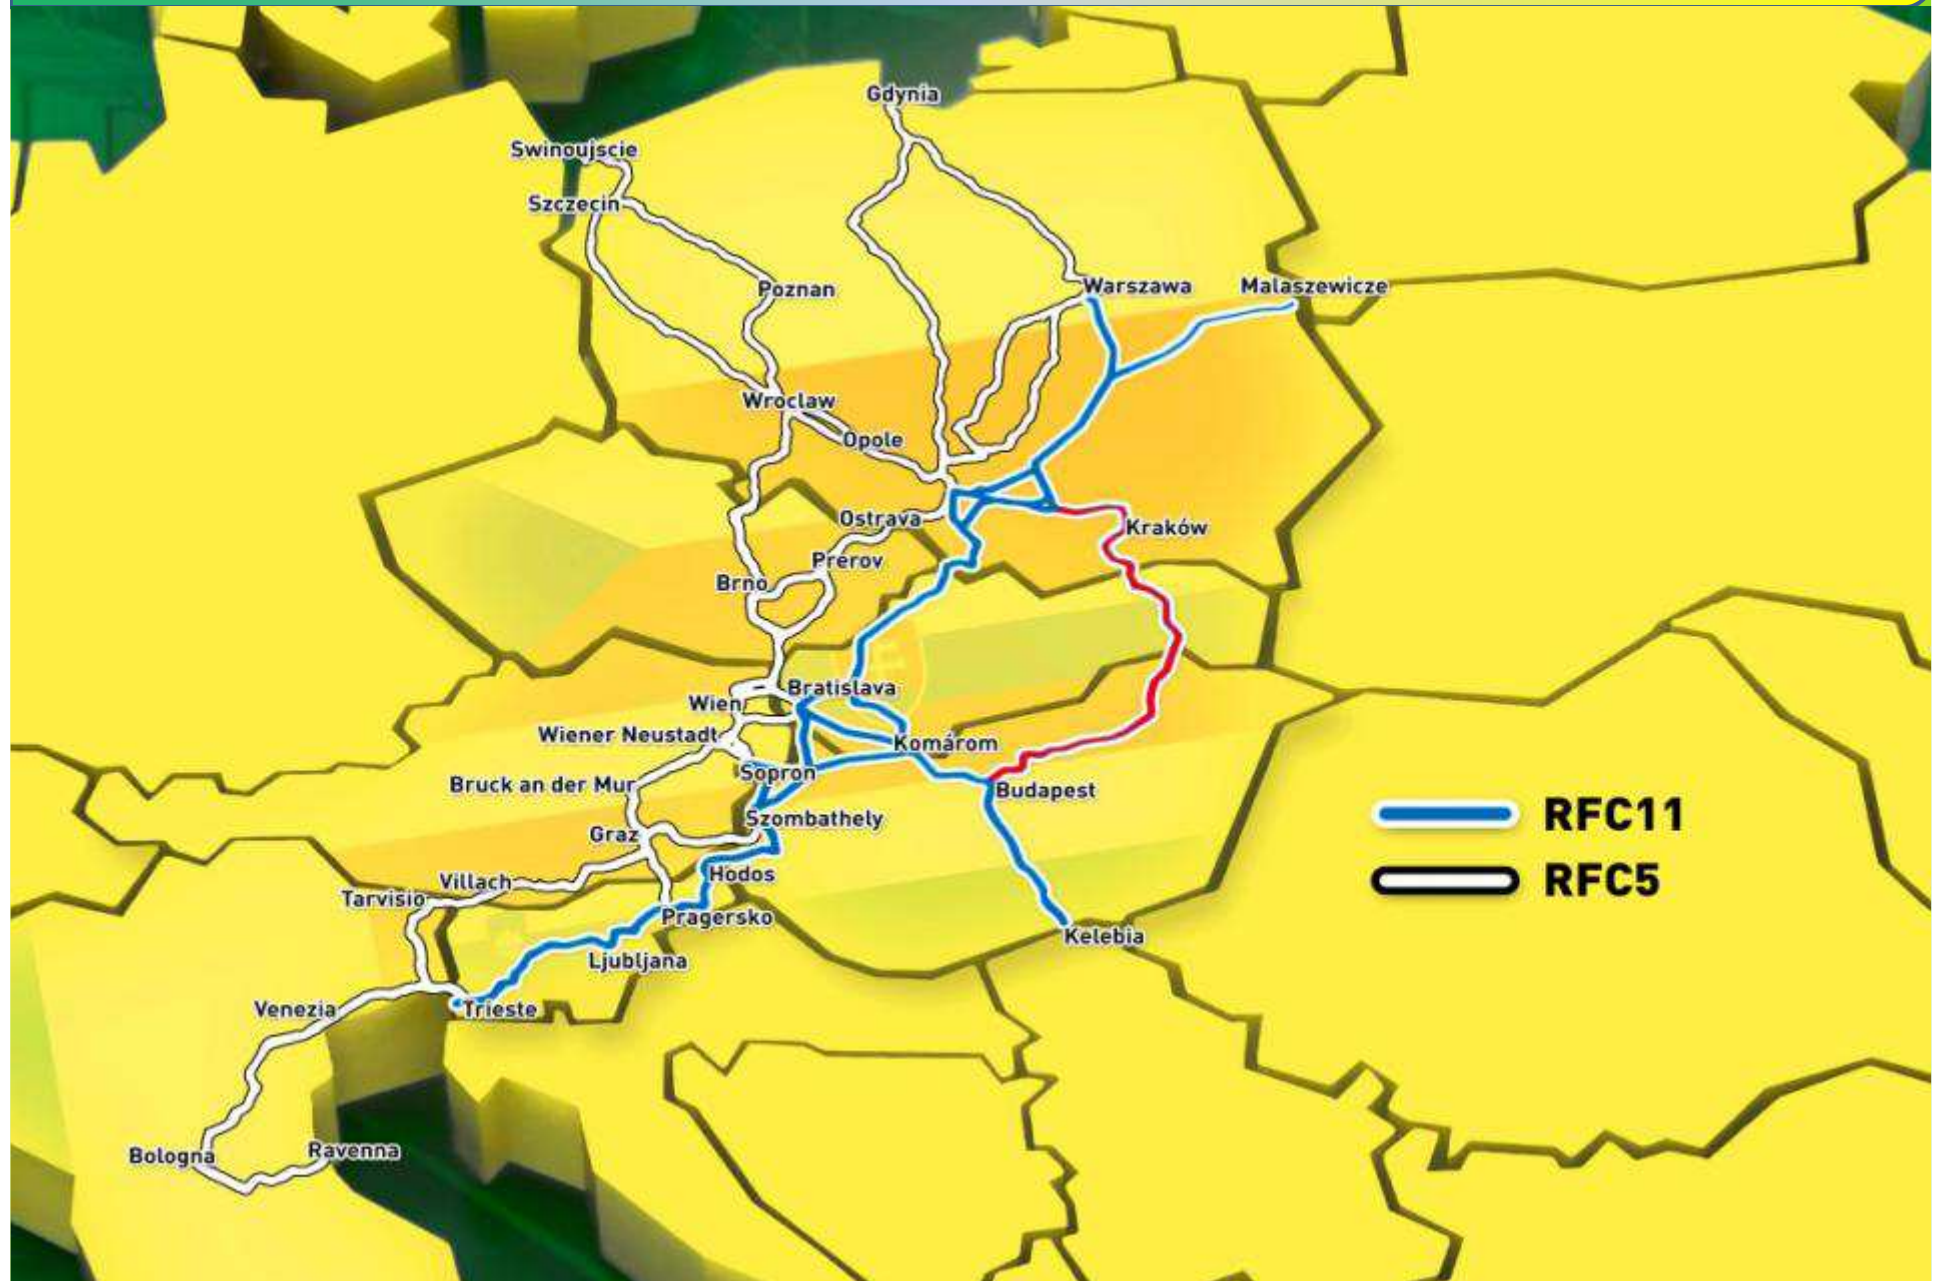 Gdynia
Swinoujscie
Szczecin
Warszawa
Malaszewicze
Poznan
Wroclaw
Opole
Ostrava
Kraków
Prerov
Brno
Bratislava
Wien
Wiener Neustadt
Komárom
Sopron
Bruck an der Mur
Budapest
Szombathely
RFC11
Graz
Hodos
Villach
RFC5
Tarvisio
Pragersko
Kelebia
Ljubljana
Venezia
Trieste
Bologna
Ravenna